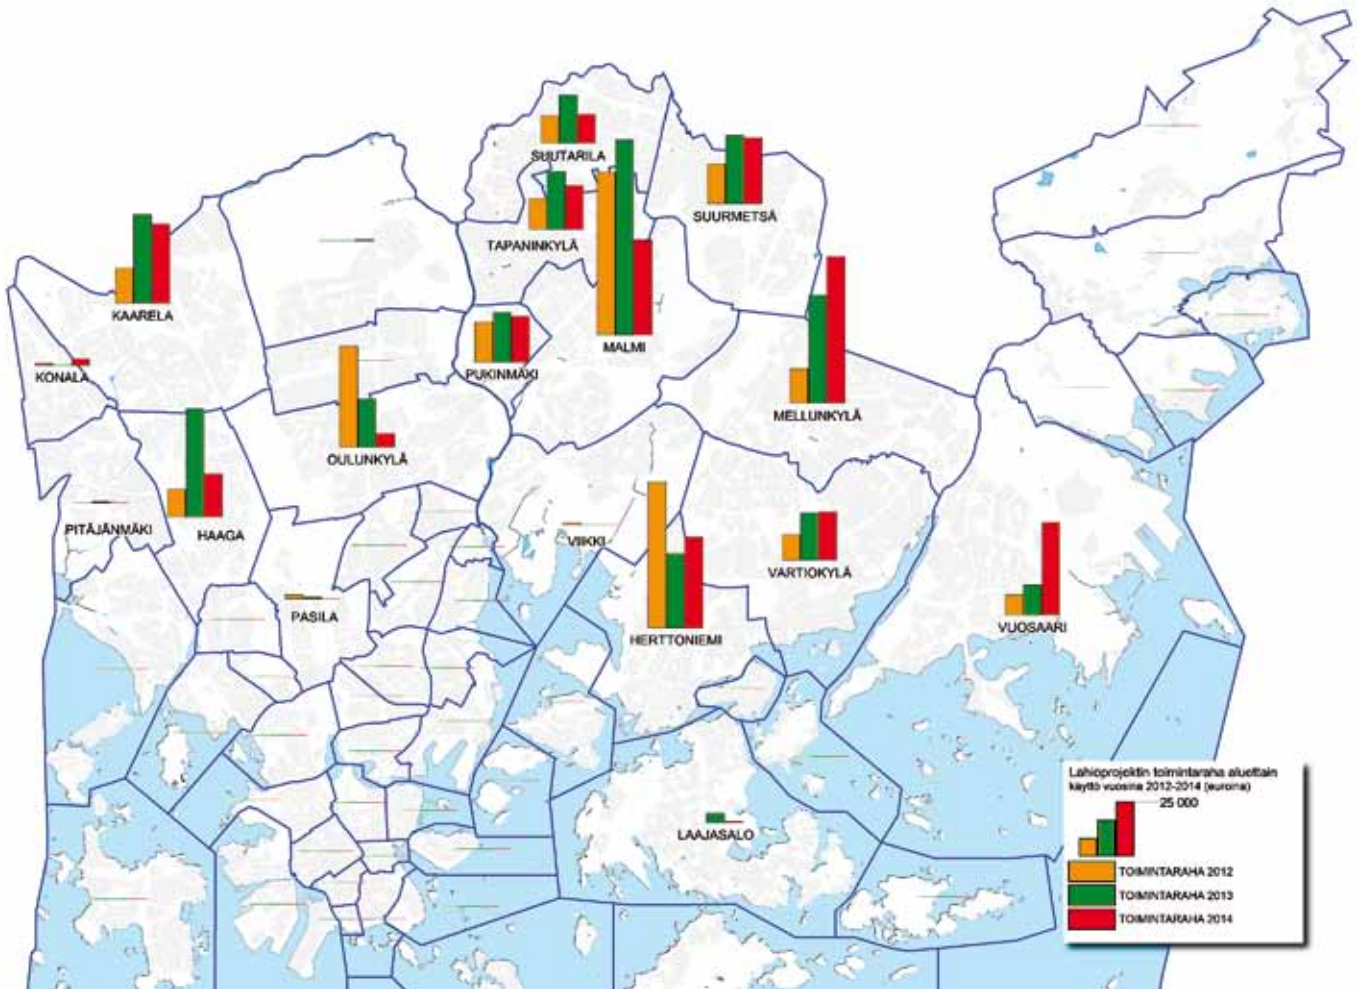 SUUTARILA
SUURMETSÄ
TAPANINKYLÄ
KAARELA
MALMI
PUKINMÄKI
KONALA
MELLUNKYLÄ
OULUNKYLÄ
PITÄJÄNMÄKI
HAAGA
VIIKKI
VARTIOKYLÄ
PASILA
VUOSAARI
HERTTONIEMI
LAAJASALO
Lähiöprojektin toimintaraha alueittain
käyttö vuosina 2012-2014 (euroina)
25 000
TOIMINTARAHA 2012
TOIMINTARAHA 2013
TOIMINTARAHA 2014